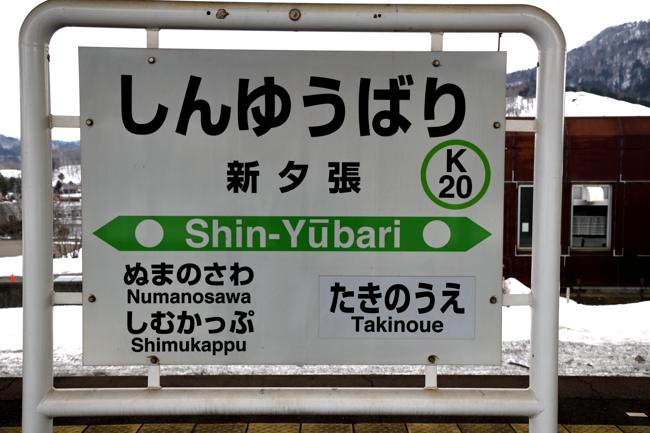 しんゆうばり
新夕張
K
20
Shin-Yūbari
ぬまのさわ
Numanosawa
しむかっぷ
Shimukappu
たきのうえ
Takinoue